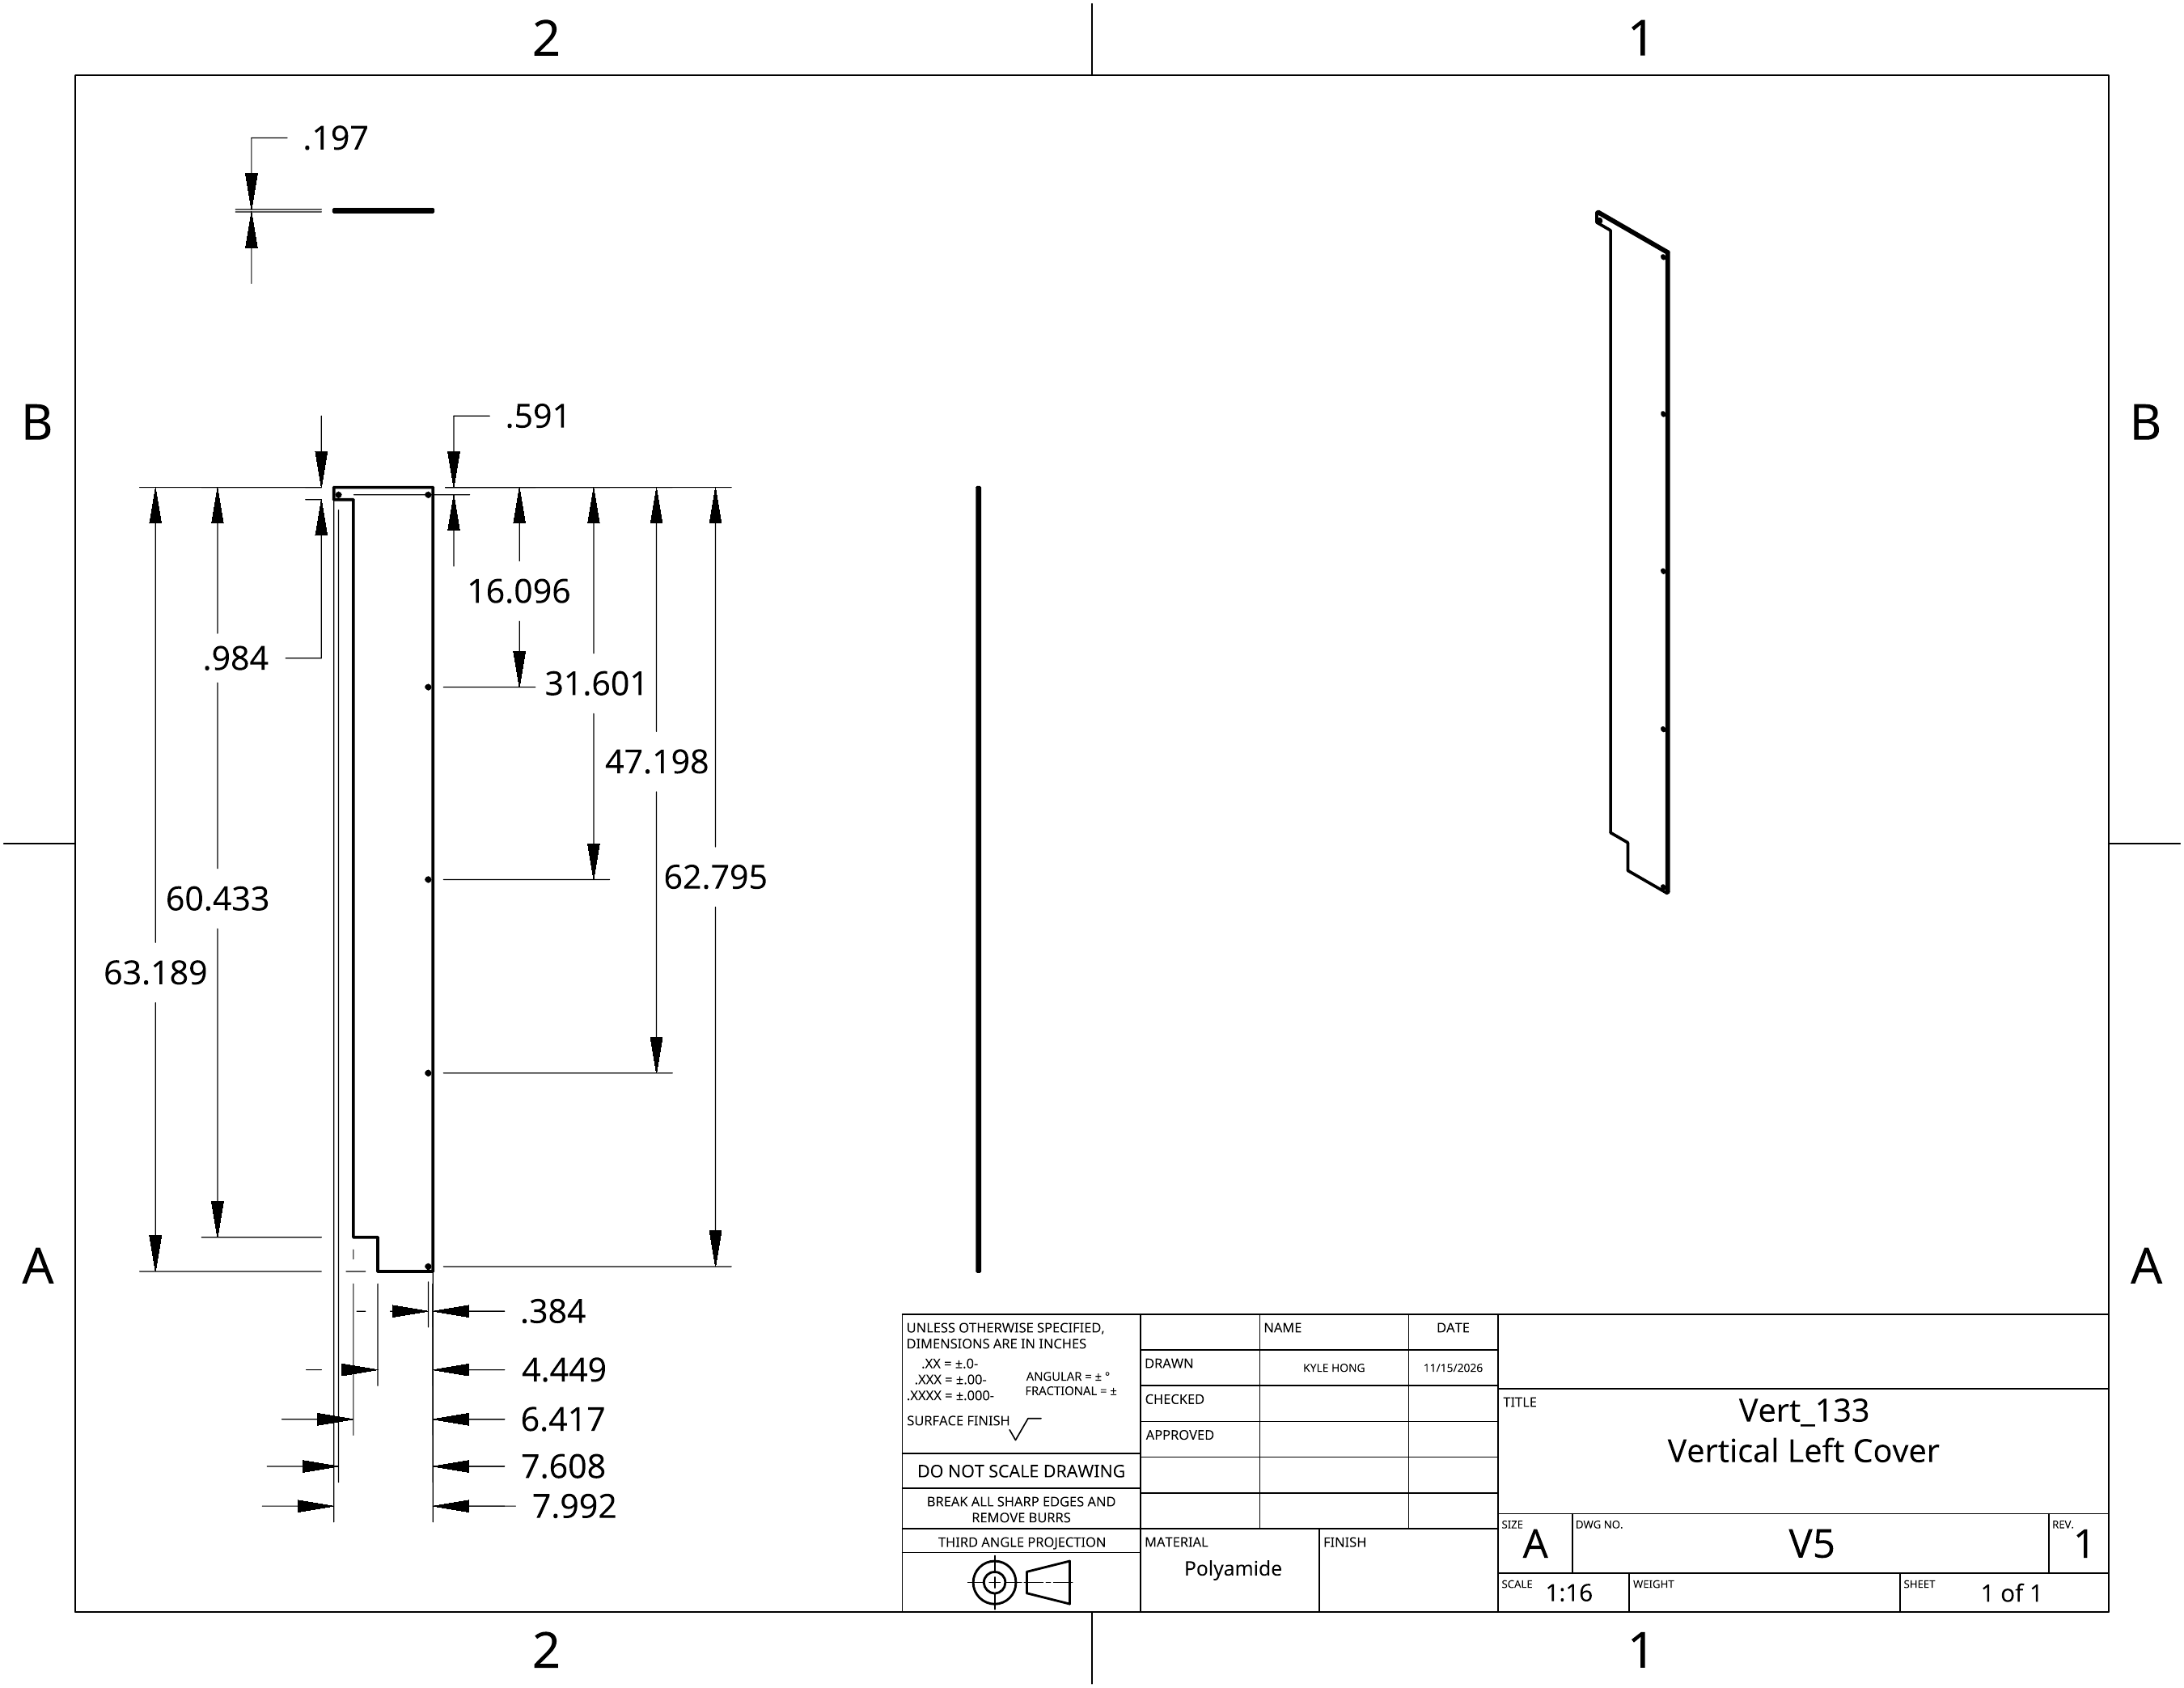 2 1
.197
B B
.591
16.096
.984
31.601
47.198
62.795
60.433
63.189
A A
.384
4.449
6.417
7.608
7.992
UNLESS OTHERWISE SPECIFIED,
DIMENSIONS ARE IN INCHES
.XX = ±.0-
.XXX = ±.00-
.XXXX = ±.000-
ANGULAR = ± °
FRACTIONAL = ±
SURFACE FINISH
DO NOT SCALE DRAWING
BREAK ALL SHARP EDGES AND
REMOVE BURRS
THIRD ANGLE PROJECTION
NAME DATE
DRAWN KYLE HONG 11/15/2026
CHECKED
APPROVED
MATERIAL
Polyamide
FINISH
TITLE
Vert_133
Vertical Left Cover
SIZE
A
DWG NO.
V5
REV.
1
SCALE 1:16
WEIGHT
SHEET 1 of 1
2 1